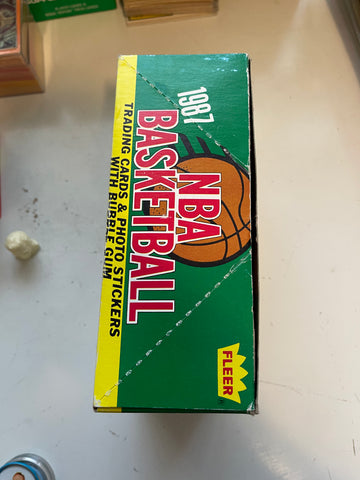 1987
NBA
BASKETBALL
TRADING CARDS & PHOTO STICKERS
WITH BUBBLE GUM
FLEER